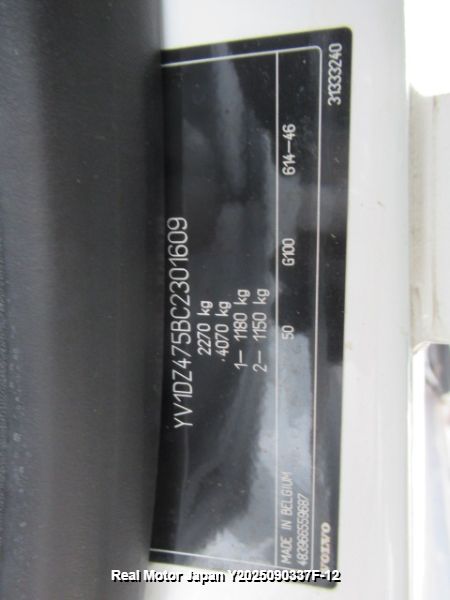 YV1DZ475BC2301609
2270 kg
4070 kg
1— 1180 kg
2— 1150 kg
50 G100 614—46
MADE IN BELGIUM
483966559687
VOLVO
31333240
Real Motor Japan Y2025090337F-12